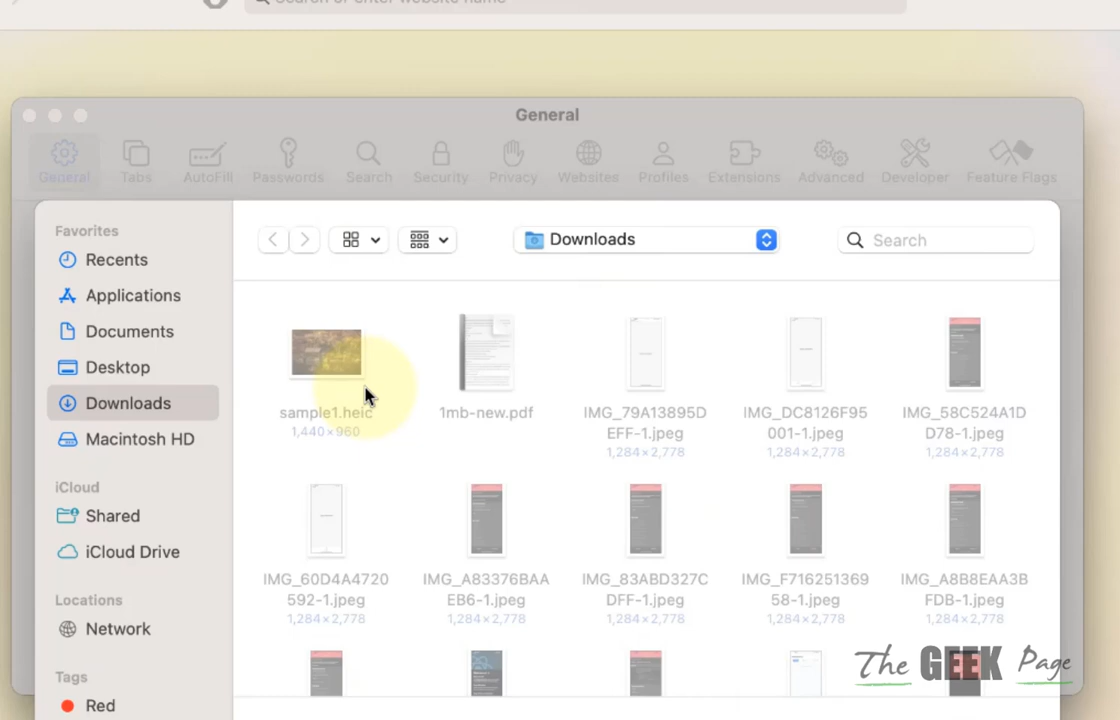 Search or enter website name
General
General Tabs AutoFill Passwords Search Security Privacy Websites Profiles Extensions Advanced Developer Feature Flags
Favorites
Recents
Applications
Documents
Desktop
Downloads
Macintosh HD
iCloud
Shared
iCloud Drive
Locations
Network
Tags
Red
Downloads
Search
sample1.heic
1,440×960
1mb-new.pdf
IMG_79A13895D
EFF-1.jpeg
1,284×2,778
IMG_DC8126F95
001-1.jpeg
1,284×2,778
IMG_58C524A1D
D78-1.jpeg
1,284×2,778
IMG_60D4A4720
592-1.jpeg
1,284×2,778
IMG_A83376BAA
EB6-1.jpeg
1,284×2,778
IMG_83ABD327C
DFF-1.jpeg
1,284×2,778
IMG_F716251369
58-1.jpeg
1,284×2,778
IMG_A8B8EAA3B
FDB-1.jpeg
1,284×2,778
The GEEK Page